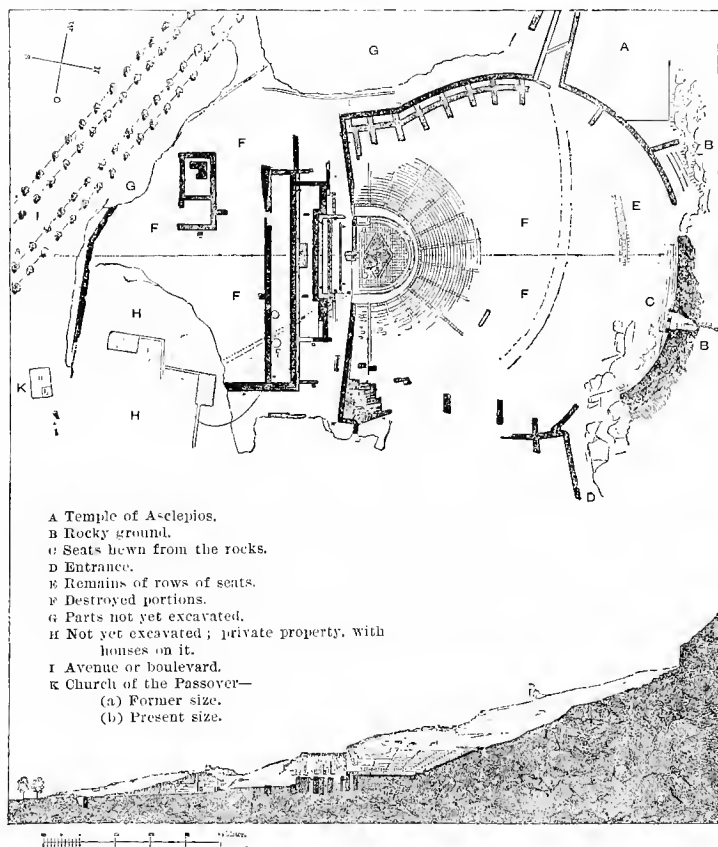 G
A
B
F
E
G
F
F
I
F
F
H
C
B
K
H
D
A Temple of Asclepios.
B Rocky ground.
C Seats hewn from the rocks.
D Entrance.
E Remains of rows of seats.
F Destroyed portions.
G Parts not yet excavated.
H Not yet excavated; private property, with
houses on it.
I Avenue or boulevard.
K Church of the Passover—
(a) Former size.
(b) Present size.